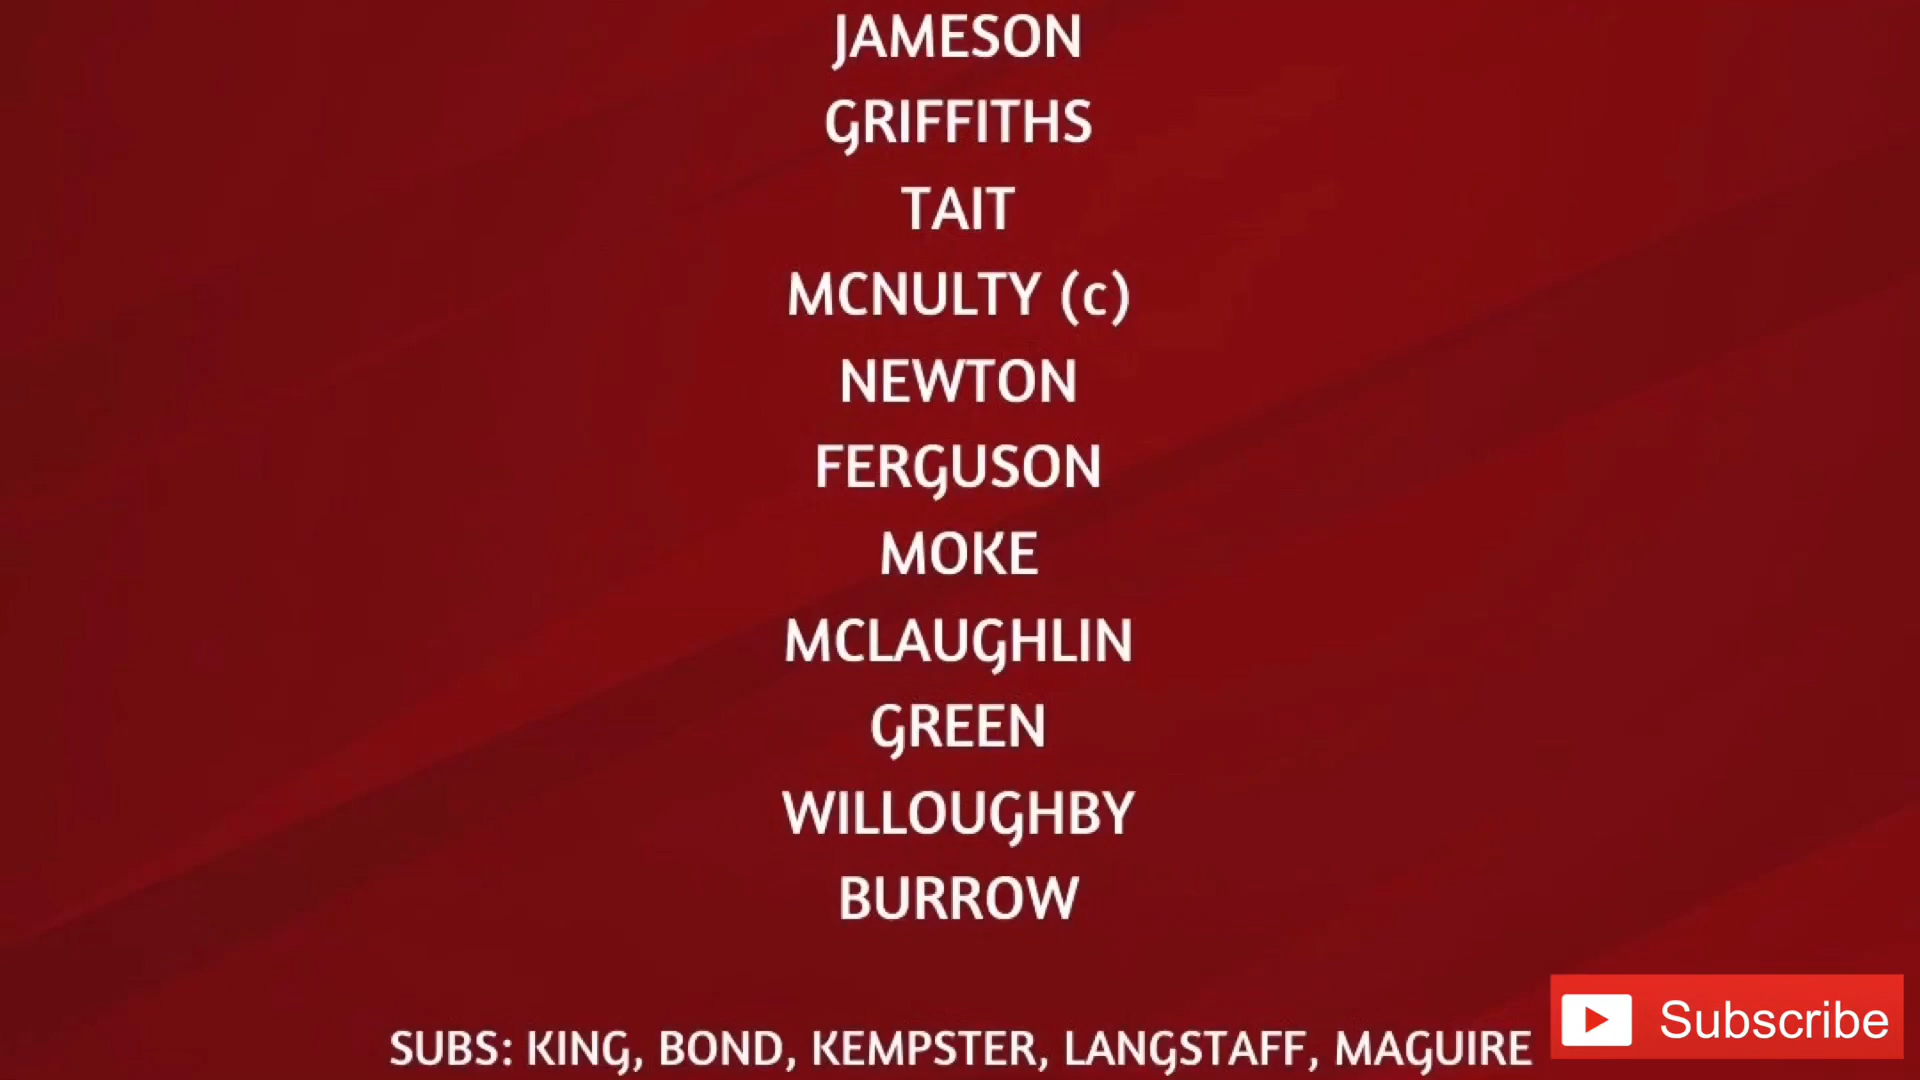 JAMESON
GRIFFITHS
TAIT
MCNULTY (c)
NEWTON
FERGUSON
MOKE
MCLAUGHLIN
GREEN
WILLOUGHBY
BURROW
SUBS: KING, BOND, KEMPSTER, LANGSTAFF, MAGUIRE
Subscribe